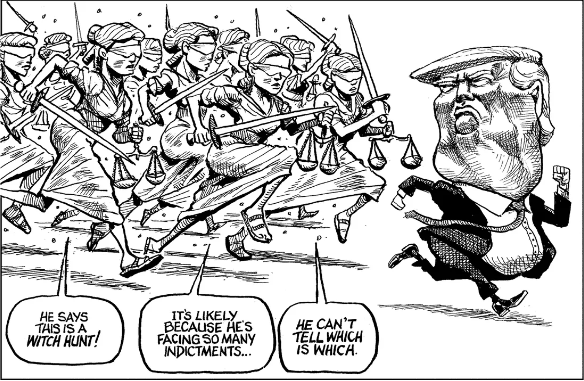 HE SAYS
THIS IS A
WITCH HUNT!
IT'S LIKELY
BECAUSE HE'S
FACING SO MANY
INDICTMENTS...
HE CAN'T
TELL WHICH
IS WHICH.